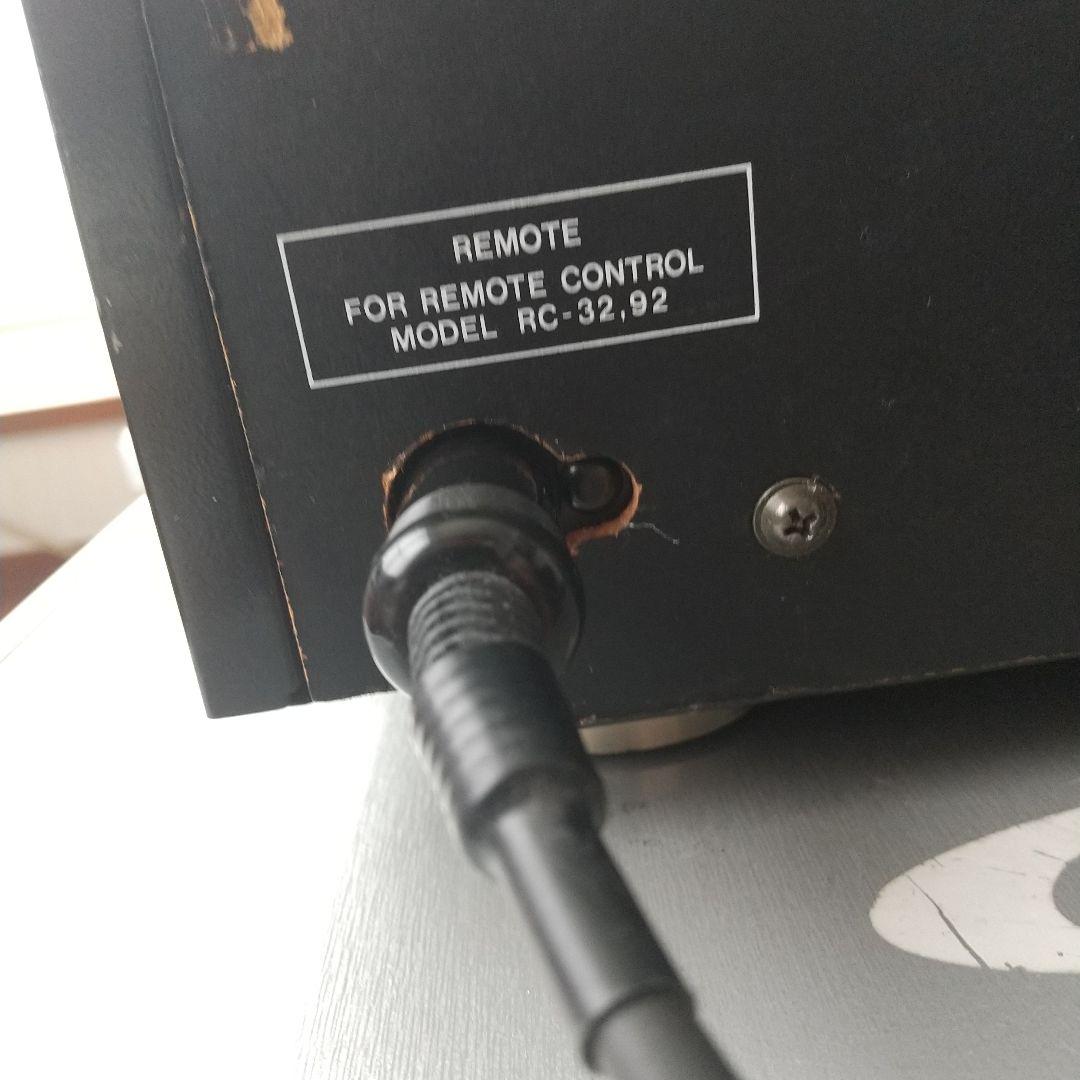 REMOTE
FOR REMOTE CONTROL
MODEL RC-32,92